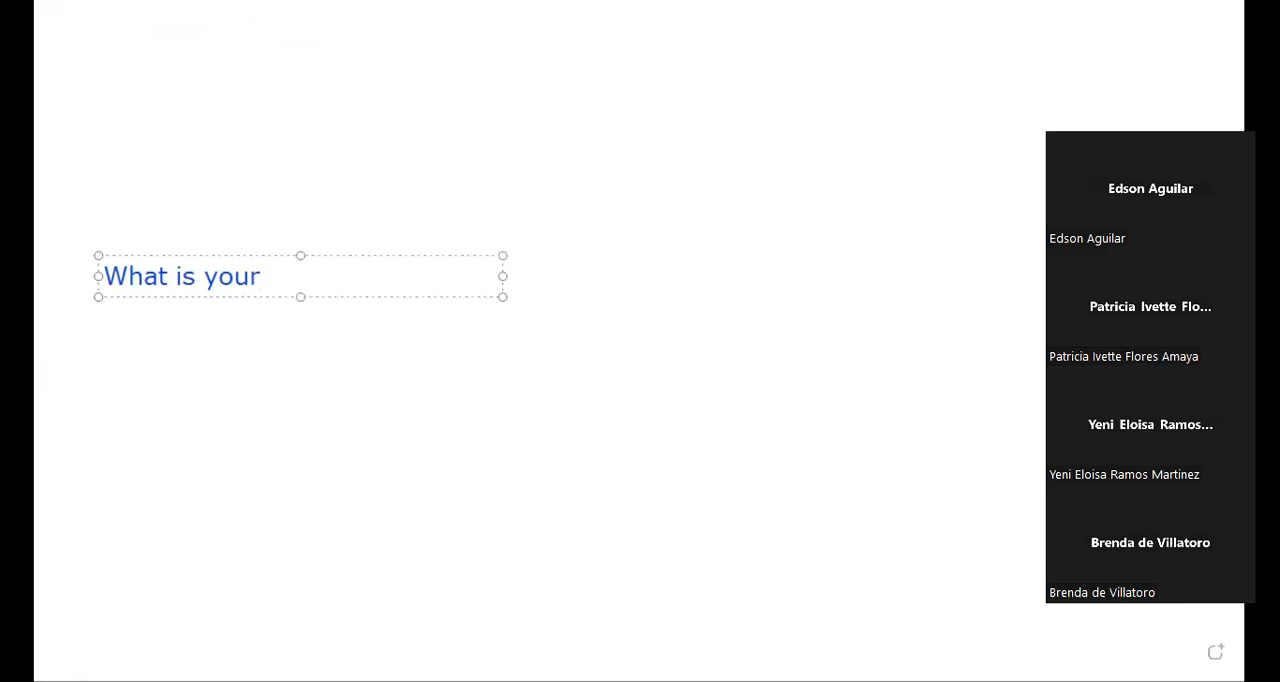 What is your
Edson Aguilar
Edson Aguilar
Patricia Ivette Flo...
Patricia Ivette Flores Amaya
Yeni Eloisa Ramos...
Yeni Eloisa Ramos Martinez
Brenda de Villatoro
Brenda de Villatoro